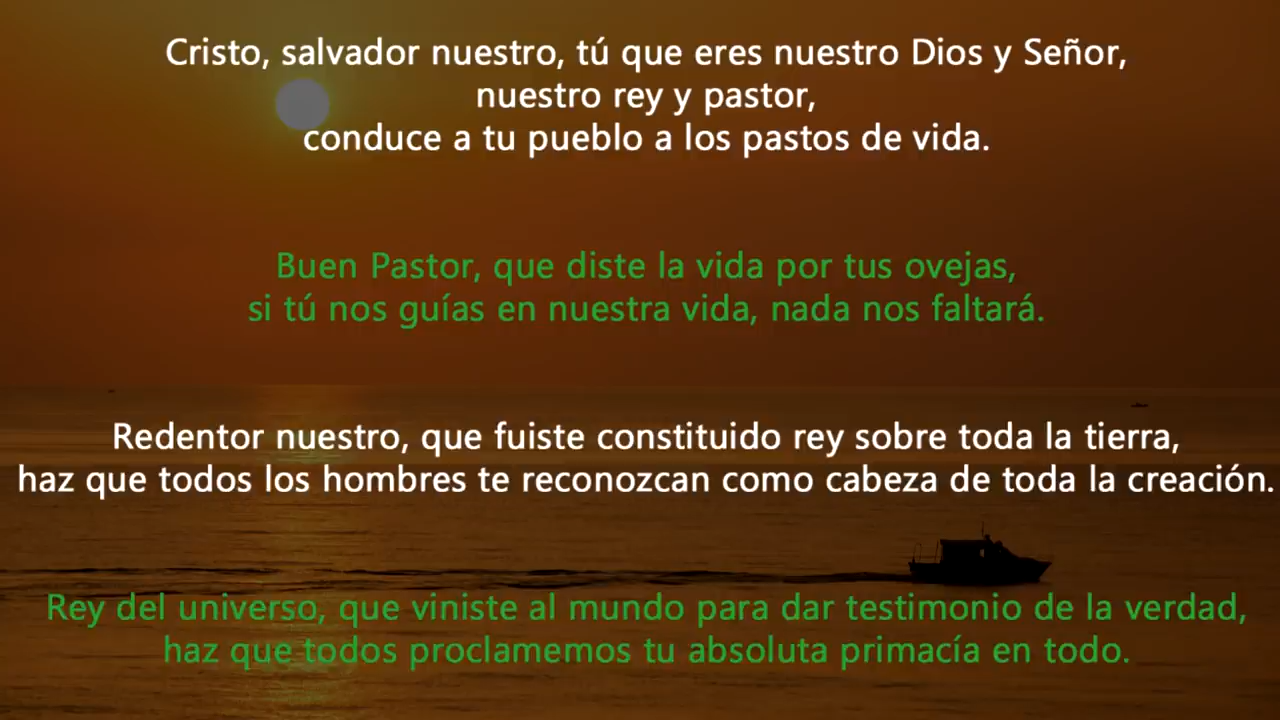 Cristo, salvador nuestro, tú que eres nuestro Dios y Señor,
nuestro rey y pastor,
conduce a tu pueblo a los pastos de vida.
Buen Pastor, que diste la vida por tus ovejas,
si tú nos guías en nuestra vida, nada nos faltará.
Redentor nuestro, que fuiste constituido rey sobre toda la tierra,
haz que todos los hombres te reconozcan como cabeza de toda la creación.
Rey del universo, que viniste al mundo para dar testimonio de la verdad,
haz que todos proclamemos tu absoluta primacía en todo.